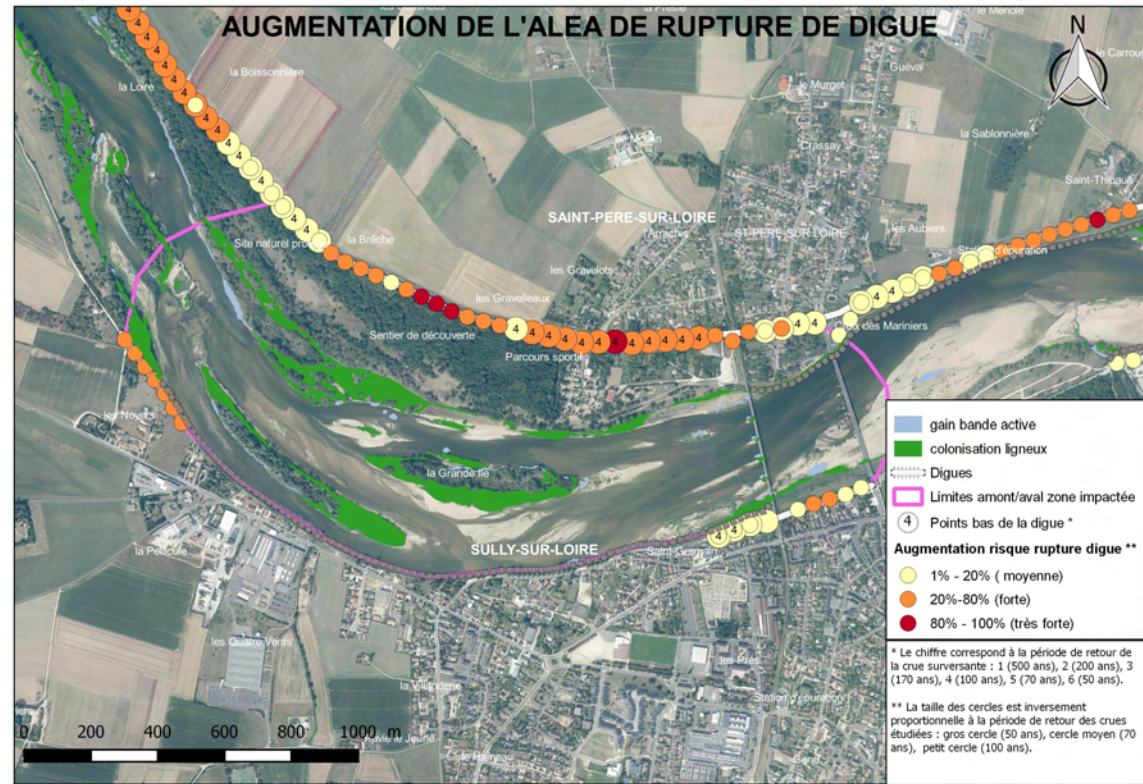 AUGMENTATION DE L'ALEA DE RUPTURE DE DIGUE
N
la Loire
la Boissonnière
le Murget
Guéval
la Sablonnière
Crassay
Saint-Thibault
SAINT-PERE-SUR-LOIRE
ST-PERE SUR LOIRE
les Aubiers
la Brèche
Site naturel
les Gravelots
les Gravelleaux
Station d'épuration
Sentier de découverte
Parcours sportif
Croix des Mariniers
les Noyers
la Grande Ile
la Pellicule
SULLY-SUR-LOIRE
Saint-Germain
les Quatre Vents
les Prés
la Villanderie
Station d'épuration
le Hameau
0 200 400 600 800 1000 m
gain bande active
colonisation ligneux
Digues
Limites amont/aval zone impactée
4 Points bas de la digue *
Augmentation risque rupture digue **
1% - 20% ( moyenne)
20%-80% (forte)
80% - 100% (très forte)
* Le chiffre correspond à la période de retour de
la crue surversante : 1 (500 ans), 2 (200 ans), 3
(170 ans), 4 (100 ans), 5 (70 ans), 6 (50 ans).
** La taille des cercles est inversement
proportionnelle à la période de retour des crues
étudiées : gros cercle (50 ans), cercle moyen (70
ans), petit cercle (100 ans).